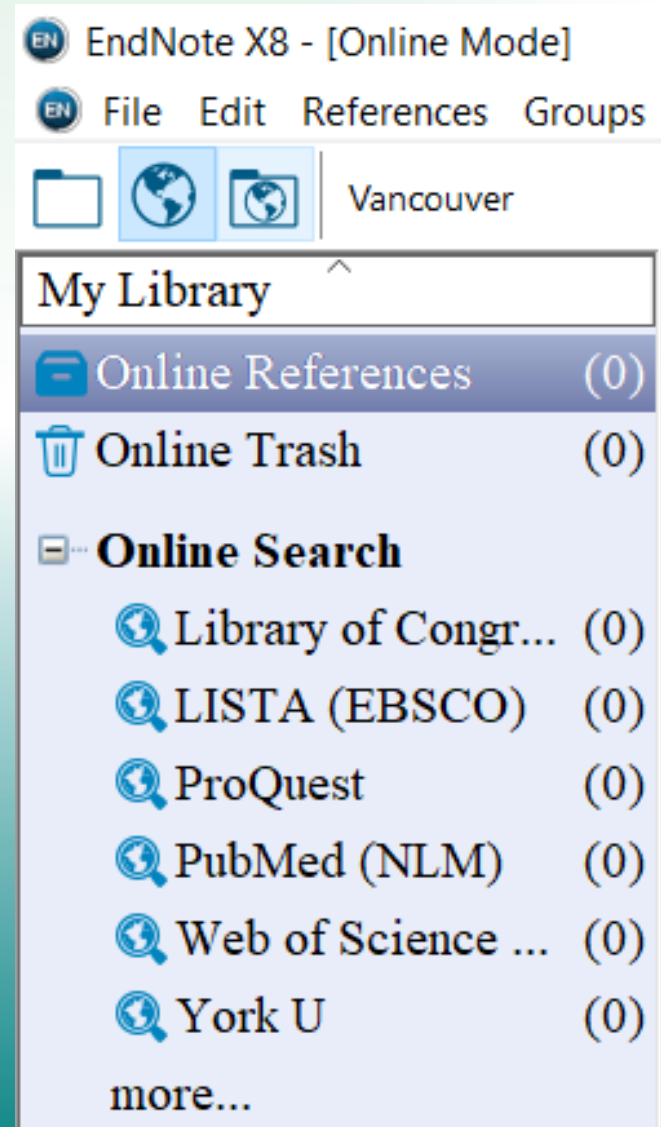 EN EndNote X8 - [Online Mode]
EN File Edit References Groups
Vancouver
My Library
Online References (0)
Online Trash (0)
Online Search
Library of Congr... (0)
LISTA (EBSCO) (0)
ProQuest (0)
PubMed (NLM) (0)
Web of Science ... (0)
York U (0)
more...